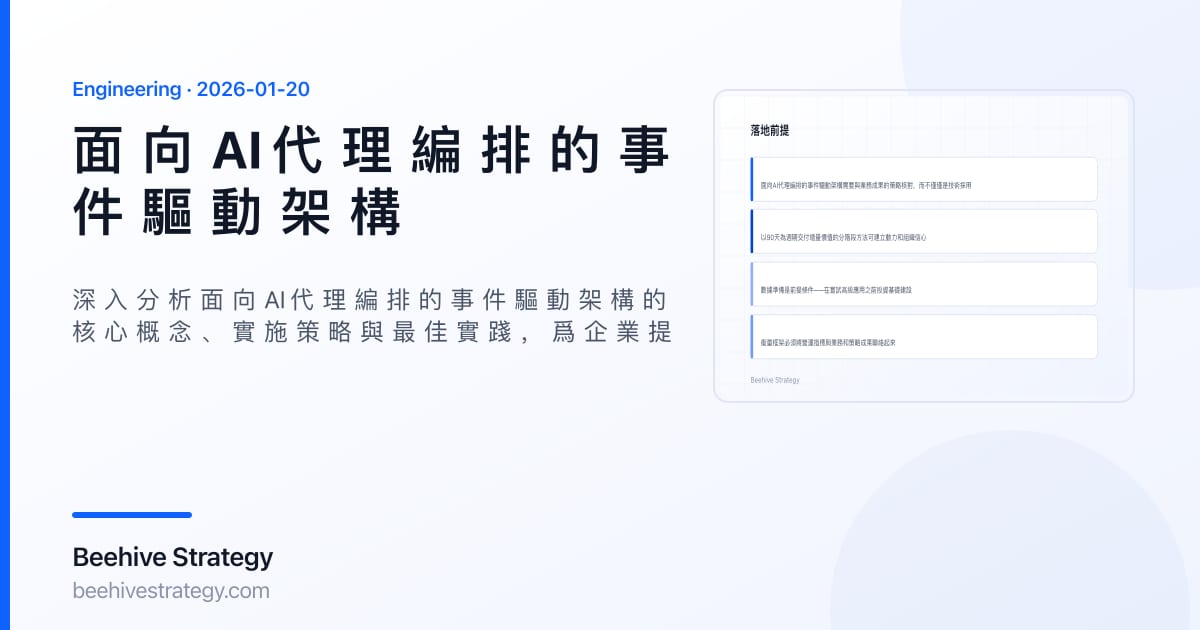 Engineering · 2026-01-20
面向AI代理編排的事
件驅動架構
深入分析面向AI代理編排的事件驅動架構的
核心概念、實施策略與最佳實踐，爲企業提
落地前提
面向AI代理編排的事件驅動架構需要與業務成果的策略校對，而不僅僅是技術採用
以90天為週期交付增量價值的分階段方法可建立動力和組織信心
數據準備是前提條件——在嘗試高級應用之前投資基礎建設
衡量框架必須將營運指標與業務和策略成果聯絡起來
Beehive Strategy
Beehive Strategy
beehivestrategy.com